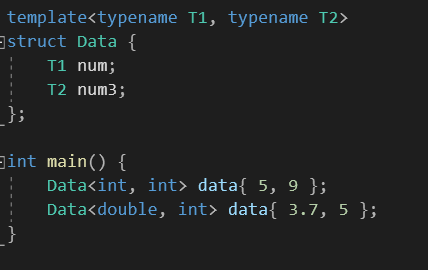 template<typename T1, typename T2>
struct Data {
    T1 num;
    T2 num3;
};

int main() {
    Data<int, int> data{ 5, 9 };
    Data<double, int> data{ 3.7, 5 };
}